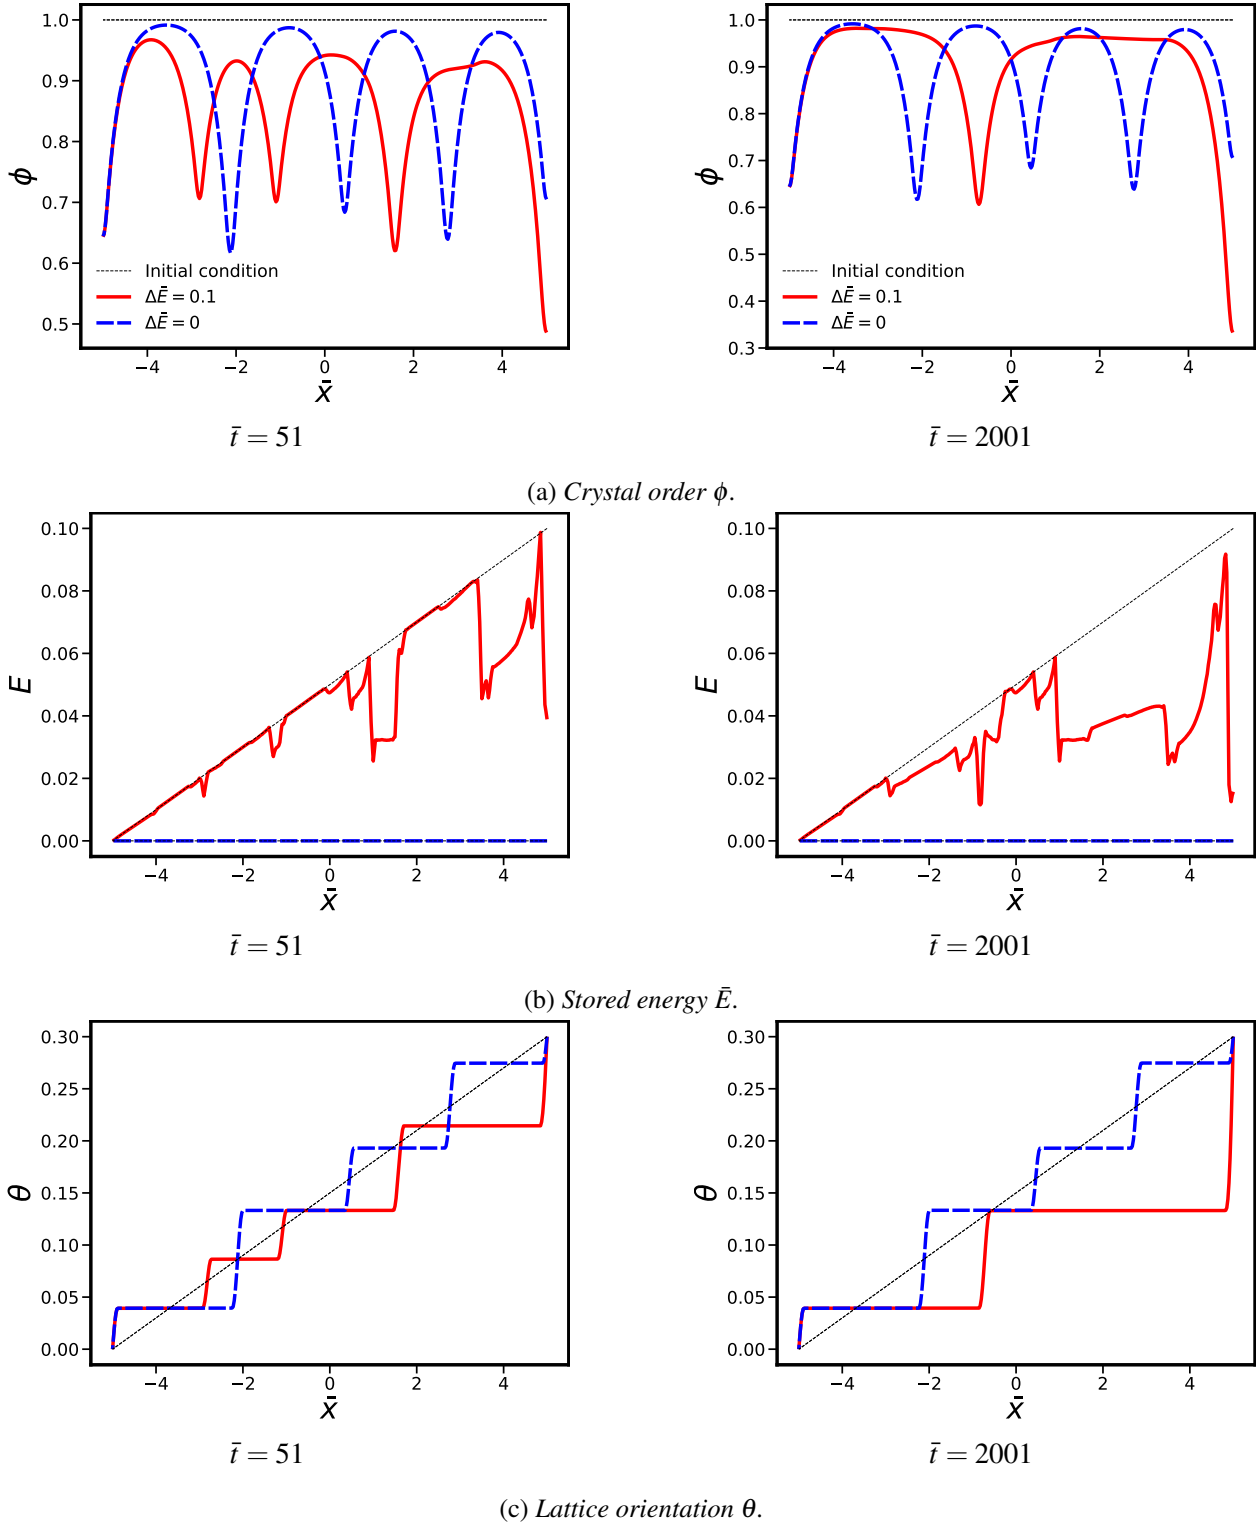 1.0
0.9
0.8
0.7
0.6
0.5
ϕ
Initial condition
ΔĒ = 0.1
ΔĒ = 0
−4 −2 0 2 4
x̄
t̄ = 51
1.0
0.9
0.8
0.7
0.6
0.5
0.4
0.3
ϕ
Initial condition
ΔĒ = 0.1
ΔĒ = 0
−4 −2 0 2 4
x̄
t̄ = 2001
(a) Crystal order ϕ.
0.10
0.08
0.06
0.04
0.02
0.00
E
−4 −2 0 2 4
x̄
t̄ = 51
0.10
0.08
0.06
0.04
0.02
0.00
E
−4 −2 0 2 4
x̄
t̄ = 2001
(b) Stored energy Ē.
0.30
0.25
0.20
0.15
0.10
0.05
0.00
θ
−4 −2 0 2 4
x̄
t̄ = 51
0.30
0.25
0.20
0.15
0.10
0.05
0.00
θ
−4 −2 0 2 4
x̄
t̄ = 2001
(c) Lattice orientation θ.